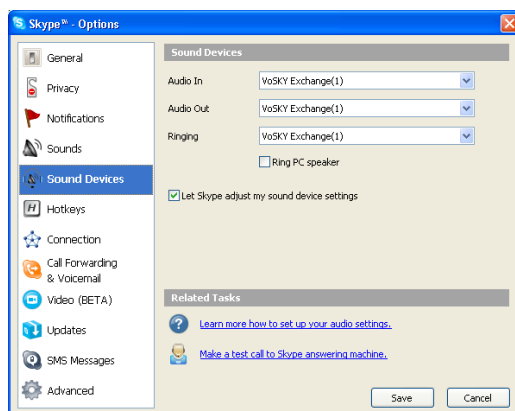 Skype™ - Options
General
Privacy
Notifications
Sounds
Sound Devices
Hotkeys
Connection
Call Forwarding
& Voicemail
Video (BETA)
Updates
SMS Messages
Advanced
Sound Devices
Audio In
VoSKY Exchange(1)
Audio Out
VoSKY Exchange(1)
Ringing
VoSKY Exchange(1)
Ring PC speaker
Let Skype adjust my sound device settings
Related Tasks
Learn more how to set up your audio settings.
Make a test call to Skype answering machine.
Save
Cancel